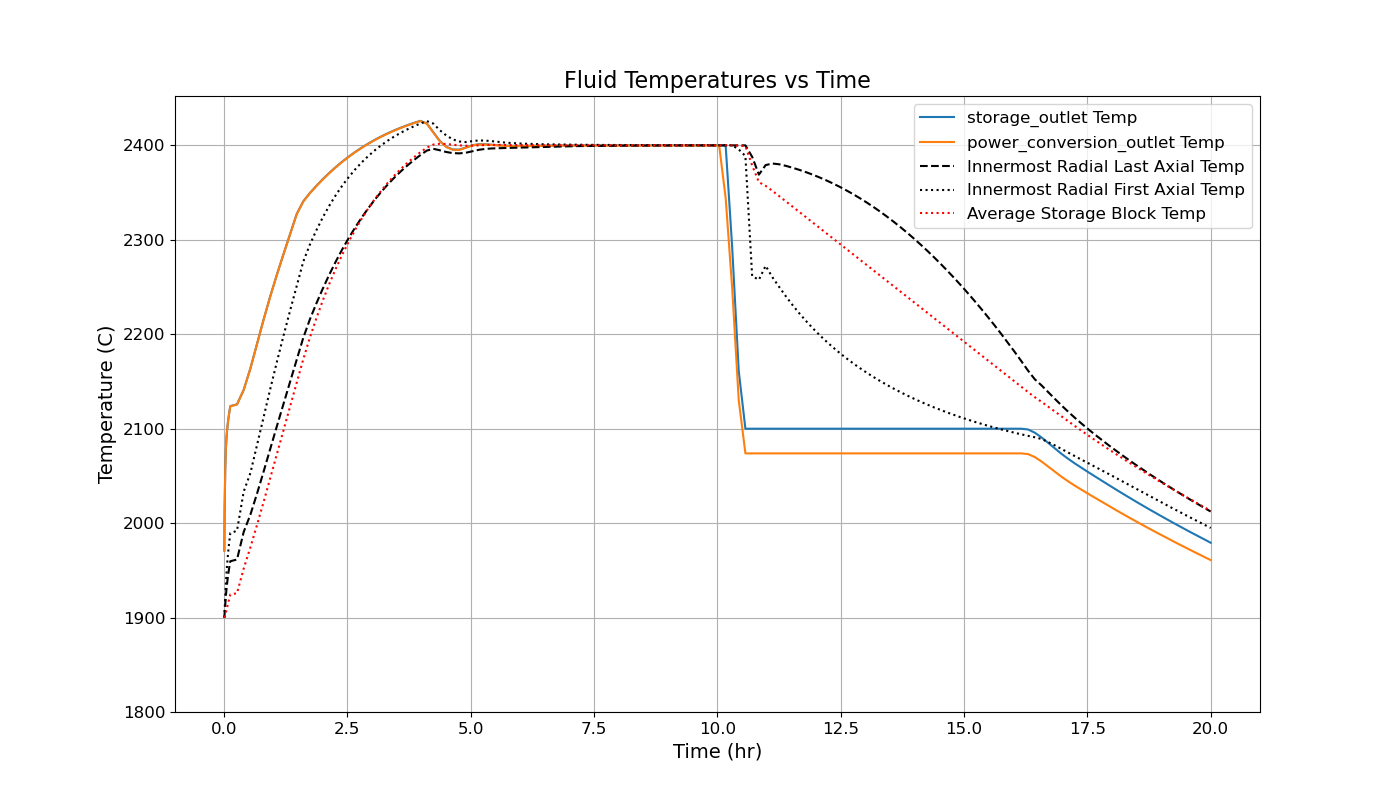 Fluid Temperatures vs Time
storage_outlet Temp
power_conversion_outlet Temp
Innermost Radial Last Axial Temp
Innermost Radial First Axial Temp
Average Storage Block Temp
Temperature (C)
2400
2300
2200
2100
2000
1900
1800
0.0 2.5 5.0 7.5 10.0 12.5 15.0 17.5 20.0
Time (hr)